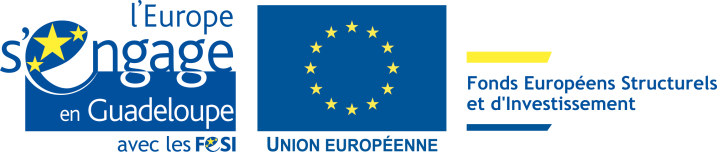 l'Europe
s'engage
en Guadeloupe
avec les FESI
UNION EUROPÉENNE
Fonds Européens Structurels
et d'Investissement